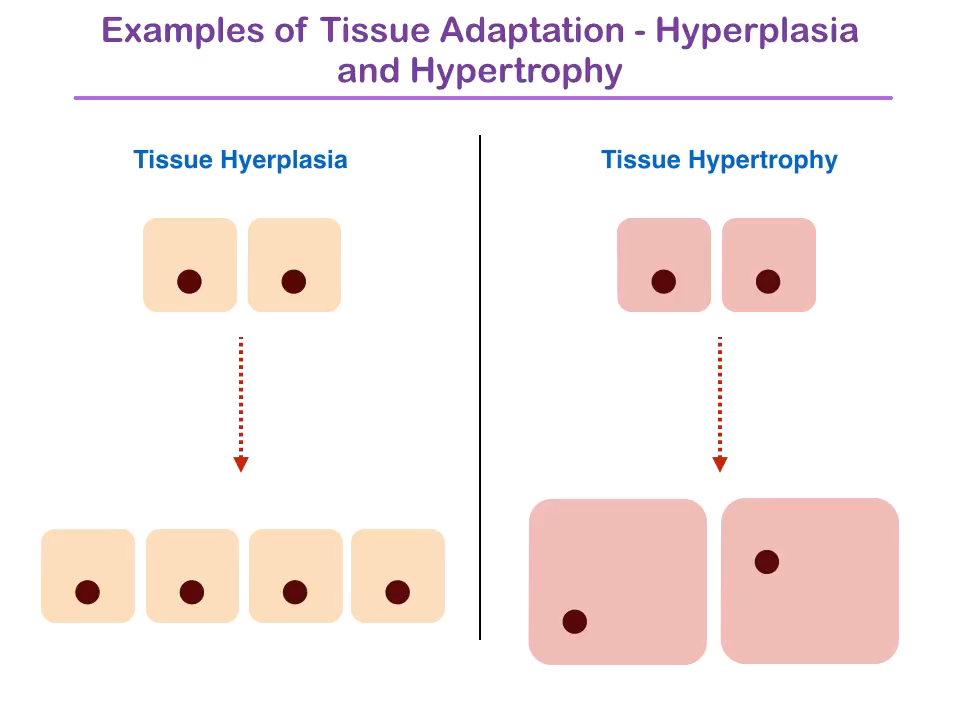 Examples of Tissue Adaptation - Hyperplasia
and Hypertrophy
Tissue Hyerplasia
Tissue Hypertrophy